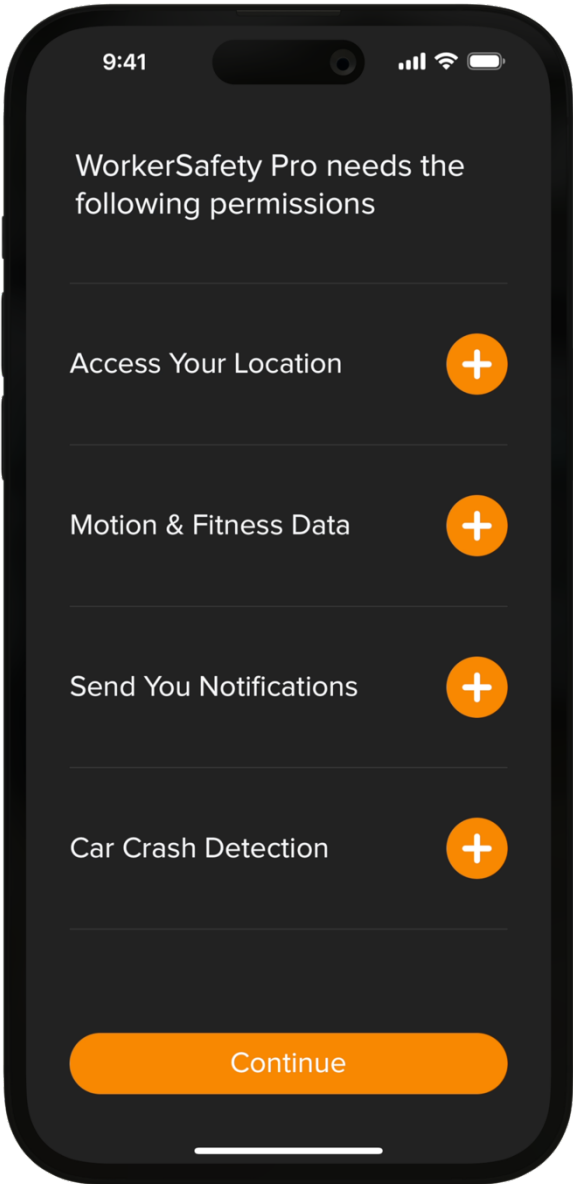 9:41
WorkerSafety Pro needs the
following permissions
Access Your Location
Motion & Fitness Data
Send You Notifications
Car Crash Detection
Continue